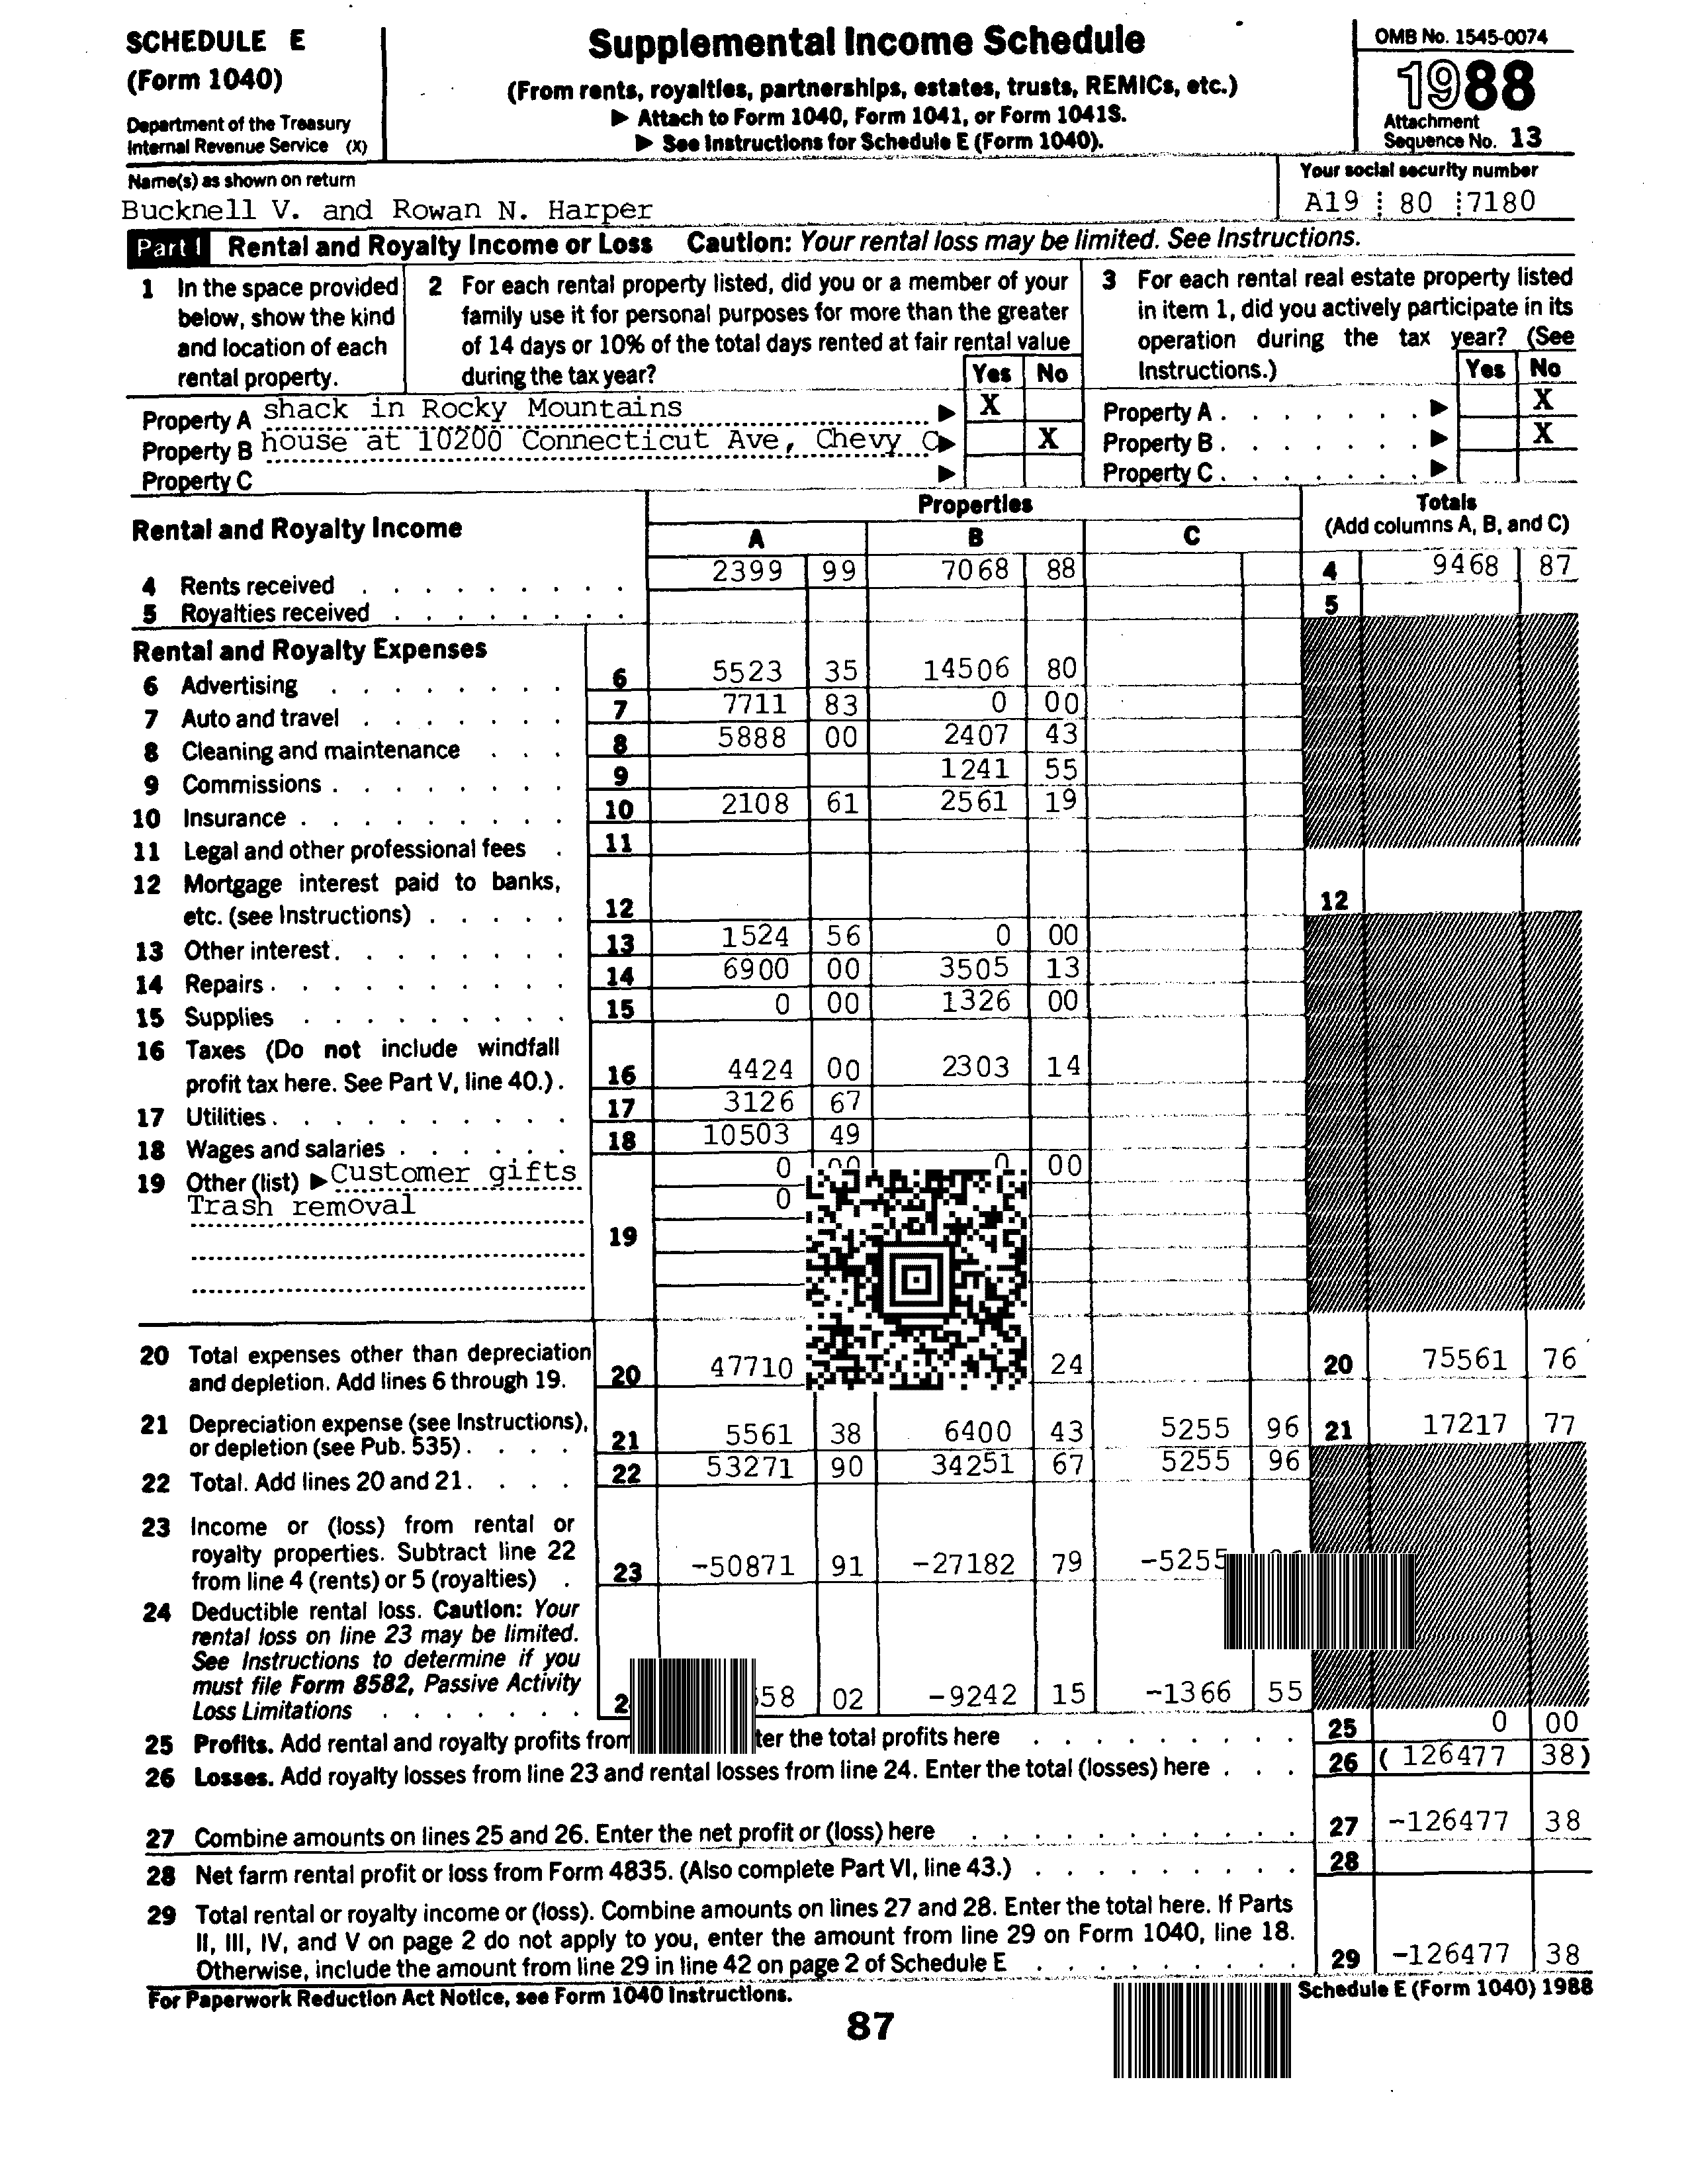 SCHEDULE E
(Form 1040)
Department of the Treasury
Internal Revenue Service (X)
Supplemental Income Schedule
(From rents, royalties, partnerships, estates, trusts, REMICs, etc.)
▶ Attach to Form 1040, Form 1041, or Form 1041S.
▶ See Instructions for Schedule E (Form 1040).
OMB No. 1545-0074
1988
Attachment
Sequence No. 13
Name(s) as shown on return
Bucknell V. and Rowan N. Harper
Your social security number
A19 80 7180
Part I Rental and Royalty Income or Loss Caution: Your rental loss may be limited. See Instructions.
1 In the space provided
below, show the kind
and location of each
rental property.
2 For each rental property listed, did you or a member of your
family use it for personal purposes for more than the greater
of 14 days or 10% of the total days rented at fair rental value
during the tax year? Yes No
3 For each rental real estate property listed
in item 1, did you actively participate in its
operation during the tax year? (See
Instructions.) Yes No
Property A shack in Rocky Mountains ▶ X Property A ▶ X
Property B house at 10200 Connecticut Ave, Chevy C ▶ X Property B ▶ X
Property C ▶ Property C ▶
Rental and Royalty Income
Properties
A B C
Totals
(Add columns A, B, and C)
4 Rents received 2399 99 7068 88 4 9468 87
5 Royalties received 5
Rental and Royalty Expenses
6 Advertising 6 5523 35 14506 80
7 Auto and travel 7 7711 83 0 00
8 Cleaning and maintenance 8 5888 00 2407 43
9 Commissions 9 1241 55
10 Insurance 10 2108 61 2561 19
11 Legal and other professional fees 11
12 Mortgage interest paid to banks,
etc. (see Instructions) 12 12
13 Other interest 13 1524 56 0 00
14 Repairs 14 6900 00 3505 13
15 Supplies 15 0 00 1326 00
16 Taxes (Do not include windfall
profit tax here. See Part V, line 40.) 16 4424 00 2303 14
17 Utilities 17 3126 67
18 Wages and salaries 18 10503 49
19 Other (list) ▶ Customer gifts 0 00
Trash removal 0
19
20 Total expenses other than depreciation
and depletion. Add lines 6 through 19. 20 47710 24 20 75561 76
21 Depreciation expense (see Instructions),
or depletion (see Pub. 535) 21 5561 38 6400 43 5255 96 21 17217 77
22 Total. Add lines 20 and 21. 22 53271 90 34251 67 5255 96
23 Income or (loss) from rental or
royalty properties. Subtract line 22
from line 4 (rents) or 5 (royalties) 23 -50871 91 -27182 79 -5255
24 Deductible rental loss. Caution: Your
rental loss on line 23 may be limited.
See Instructions to determine if you
must file Form 8582, Passive Activity
Loss Limitations 02 -9242 15 -1366 55
25 Profits. Add rental and royalty profits from the total profits here 25 0 00
26 Losses. Add royalty losses from line 23 and rental losses from line 24. Enter the total (losses) here 26 (126477 38)
27 Combine amounts on lines 25 and 26. Enter the net profit or (loss) here 27 -126477 38
28 Net farm rental profit or loss from Form 4835. (Also complete Part VI, line 43.) 28
29 Total rental or royalty income or (loss). Combine amounts on lines 27 and 28. Enter the total here. If Parts
II, III, IV, and V on page 2 do not apply to you, enter the amount from line 29 on Form 1040, line 18.
Otherwise, include the amount from line 29 in line 42 on page 2 of Schedule E 29 -126477 38
For Paperwork Reduction Act Notice, see Form 1040 Instructions. Schedule E (Form 1040) 1988
87